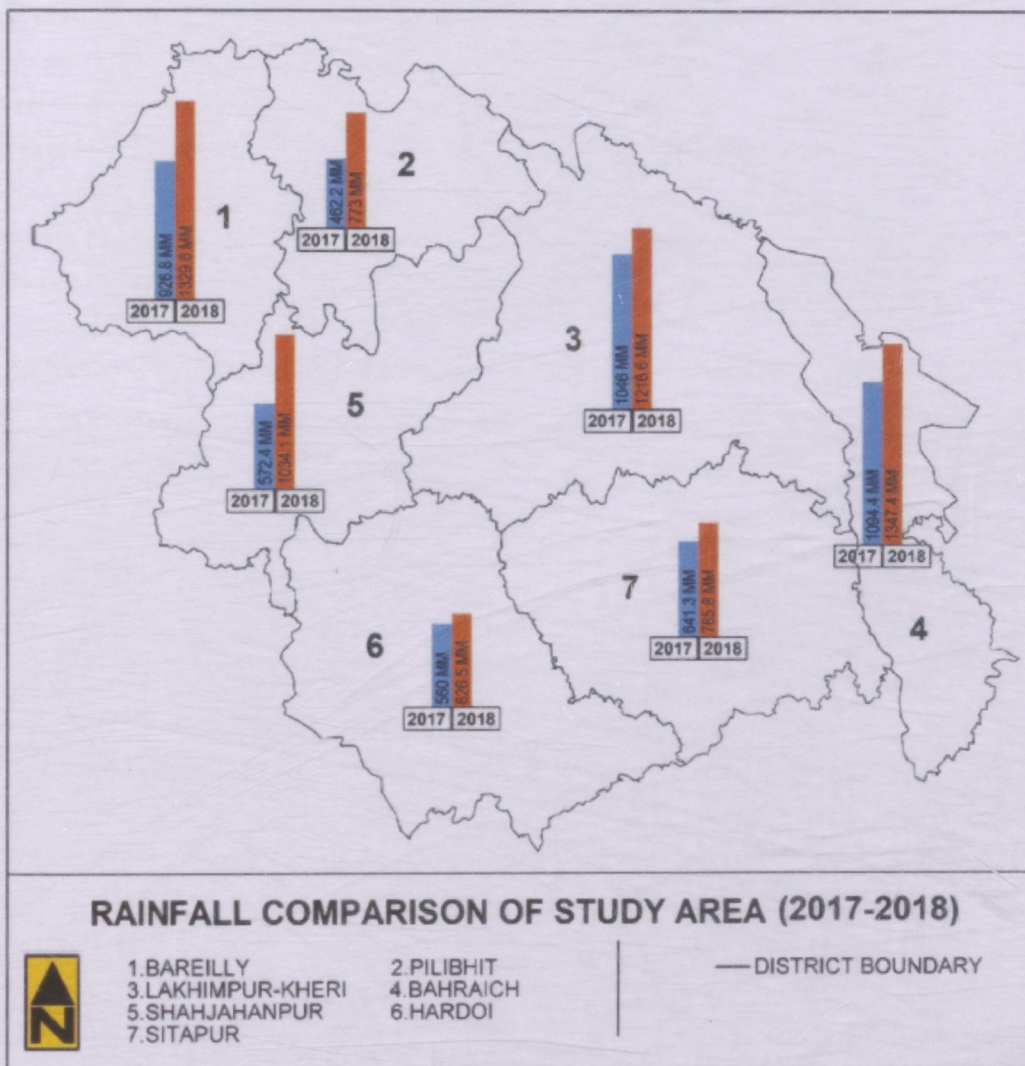 1
926.8 MM
1329.6 MM
2017 2018
2
462.2 MM
773 MM
2017 2018
3
1046 MM
1216.6 MM
2017 2018
5
572.4 MM
1034.1 MM
2017 2018
1094.4 MM
1347.4 MM
2017 2018
4
7
641.3 MM
765.8 MM
2017 2018
6
560 MM
626.5 MM
2017 2018
RAINFALL COMPARISON OF STUDY AREA (2017-2018)
N
1.BAREILLY 2.PILIBHIT
3.LAKHIMPUR-KHERI 4.BAHRAICH
5.SHAHJAHANPUR 6.HARDOI
7.SITAPUR
DISTRICT BOUNDARY